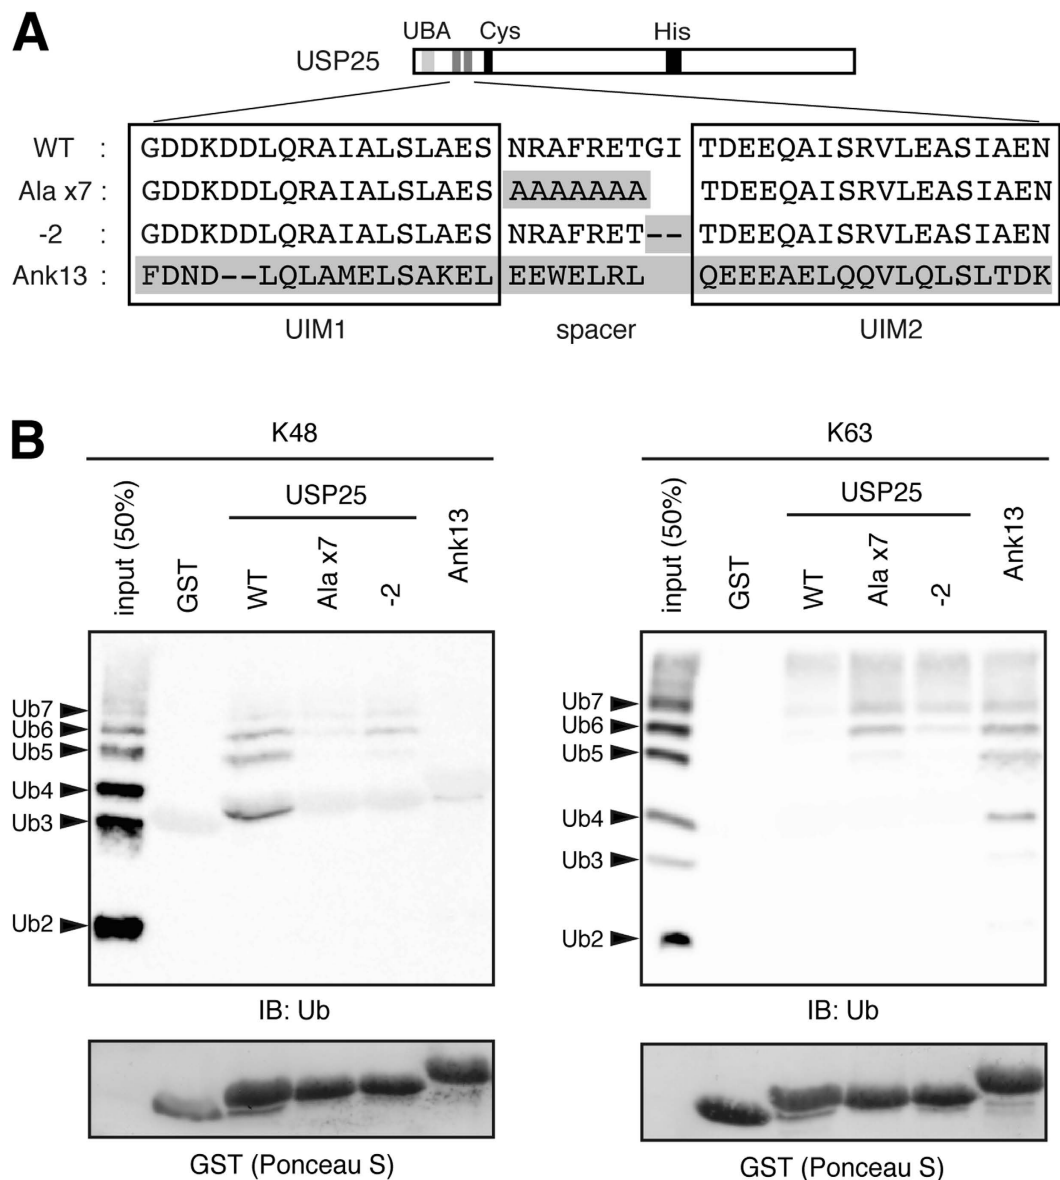 A
UBA Cys His
USP25
WT : GDDKDDLQRAIALSLAES NRAFRETGI TDEEQAISRVLEASIAEN
Ala x7 : GDDKDDLQRAIALSLAES AAAAAAA TDEEQAISRVLEASIAEN
-2 : GDDKDDLQRAIALSLAES NRAFRET-- TDEEQAISRVLEASIAEN
Ank13 : FDND--LQLAMELSAKEL EEWELRL QEEEAELQQVLQLSLTDK
UIM1 spacer UIM2
B
K48
USP25
input (50%) GST WT Ala x7 -2 Ank13
Ub7
Ub6
Ub5
Ub4
Ub3
Ub2
IB: Ub
GST (Ponceau S)
K63
USP25
input (50%) GST WT Ala x7 -2 Ank13
Ub7
Ub6
Ub5
Ub4
Ub3
Ub2
IB: Ub
GST (Ponceau S)